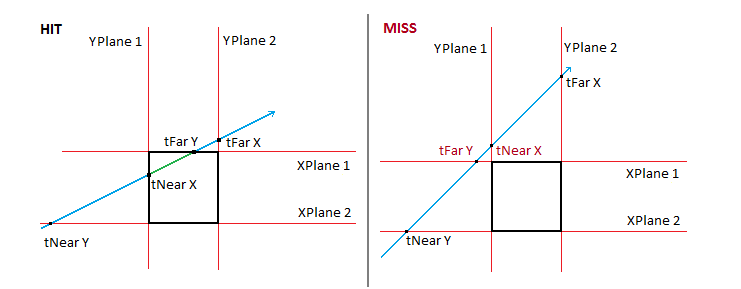 HIT
YPlane 1
YPlane 2
tFar Y
tFar X
XPlane 1
tNear X
XPlane 2
tNear Y
MISS
YPlane 1
YPlane 2
tFar X
tFar Y
tNear X
XPlane 1
XPlane 2
tNear Y